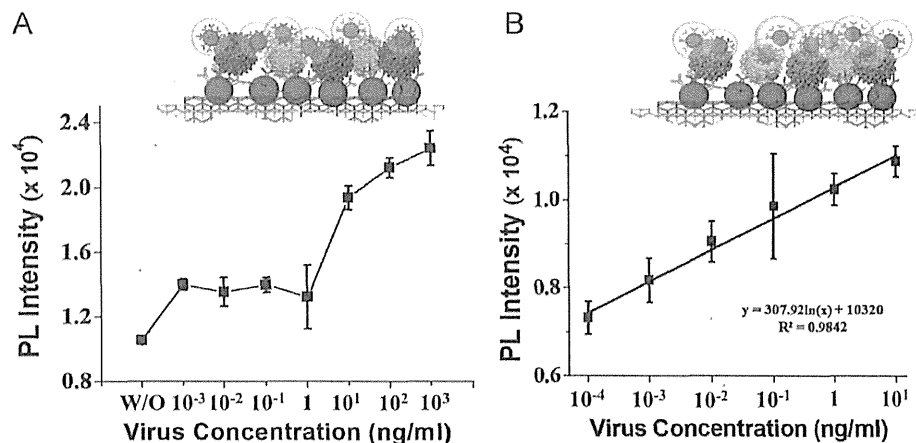 A
B
PL Intensity (x 10⁴)
2.4
2.0
1.6
1.2
0.8
W/O 10⁻³ 10⁻² 10⁻¹ 1 10¹ 10² 10³
Virus Concentration (ng/ml)
PL Intensity (x 10⁴)
1.2
1.0
0.8
0.6
y = 307.92ln(x) + 10320
R² = 0.9842
10⁻⁴ 10⁻³ 10⁻² 10⁻¹ 1 10¹
Virus Concentration (ng/ml)